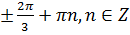 ± 2π/3 + πn, n ∈ Z